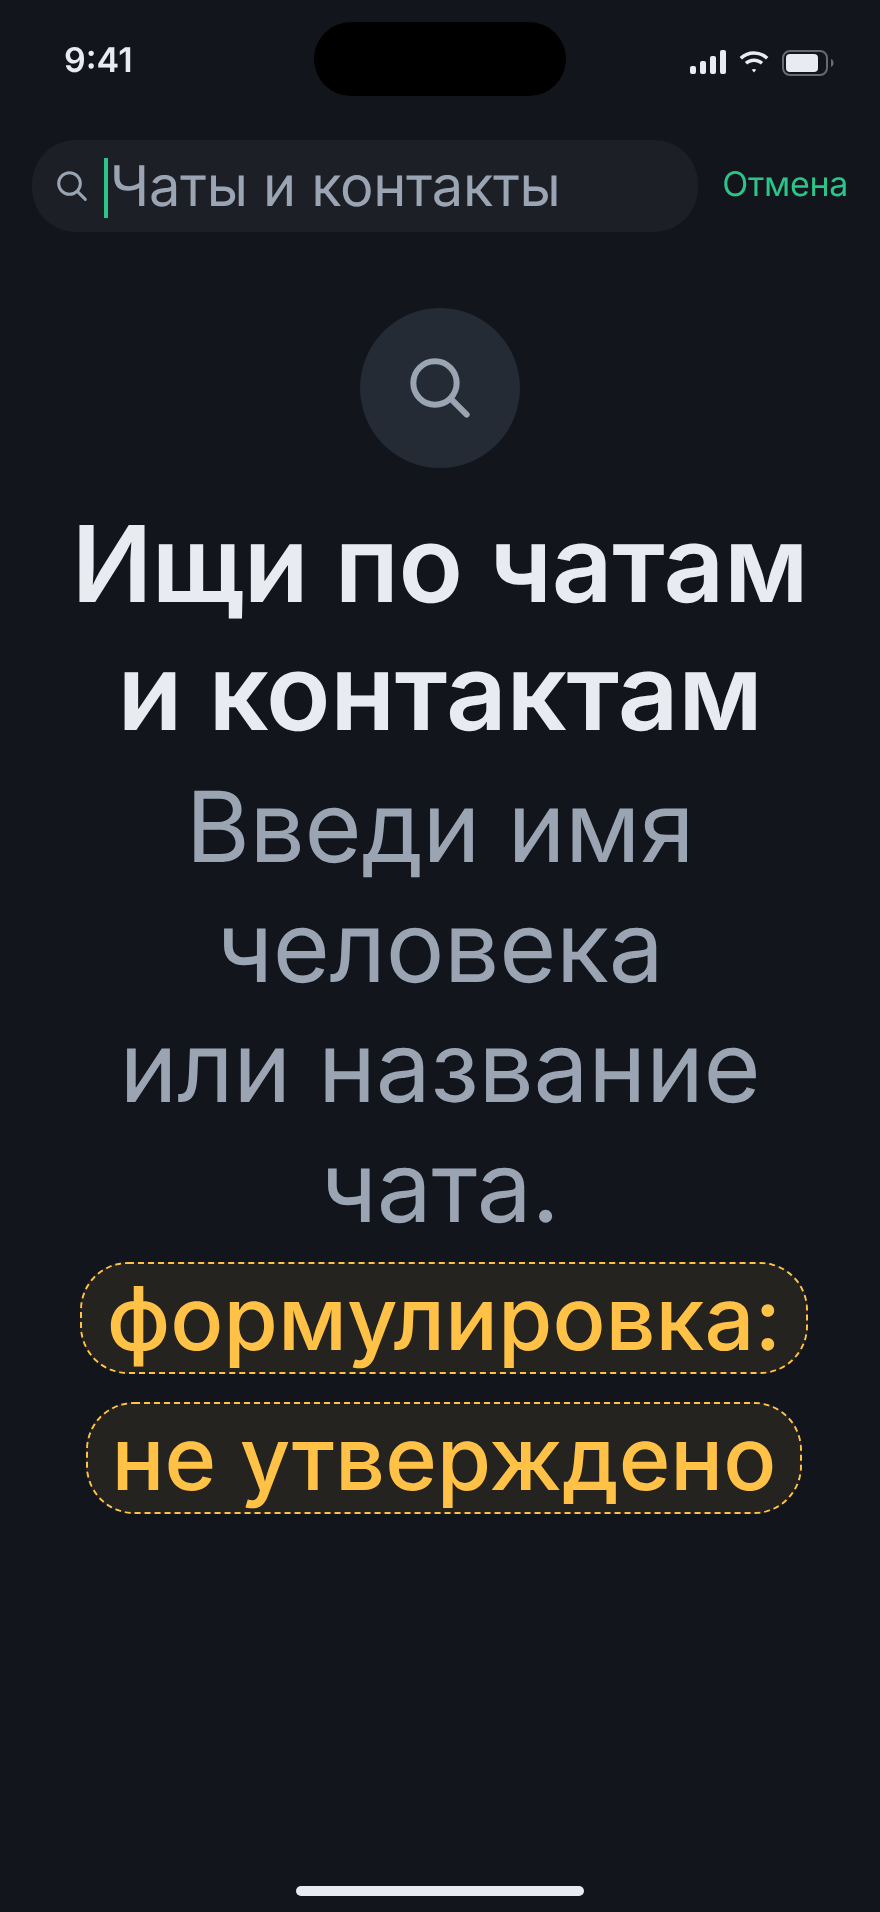 9:41
Чаты и контакты
Отмена
Ищи по чатам
и контактам
Введи имя
человека
или название
чата.
формулировка:
не утверждено